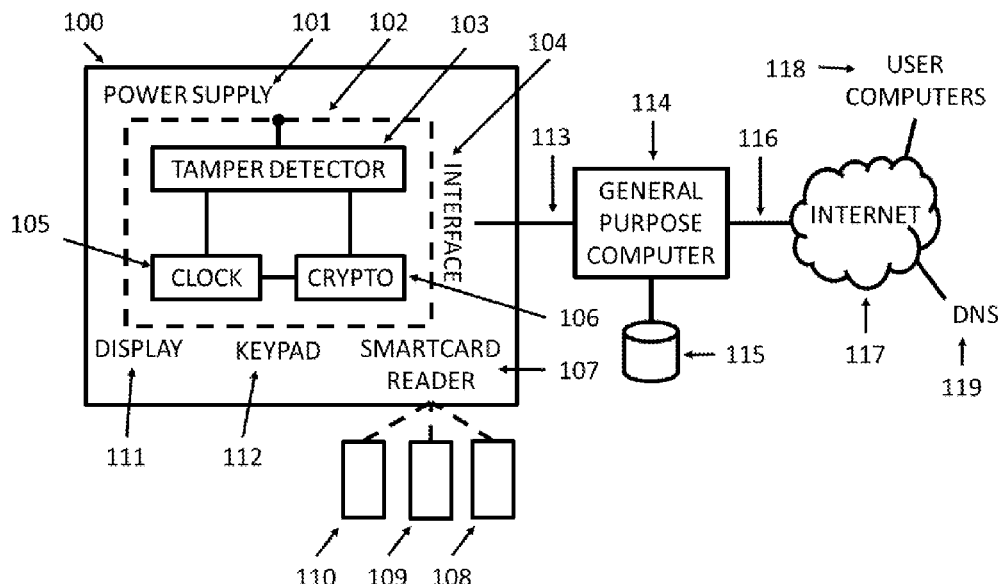 100
101
102
103
104
POWER SUPPLY
TAMPER DETECTOR
INTERFACE
105
CLOCK
CRYPTO
106
DISPLAY
KEYPAD
SMARTCARD
READER
107
111
112
110
109
108
113
114
116
GENERAL
PURPOSE
COMPUTER
115
118
USER
COMPUTERS
INTERNET
117
DNS
119